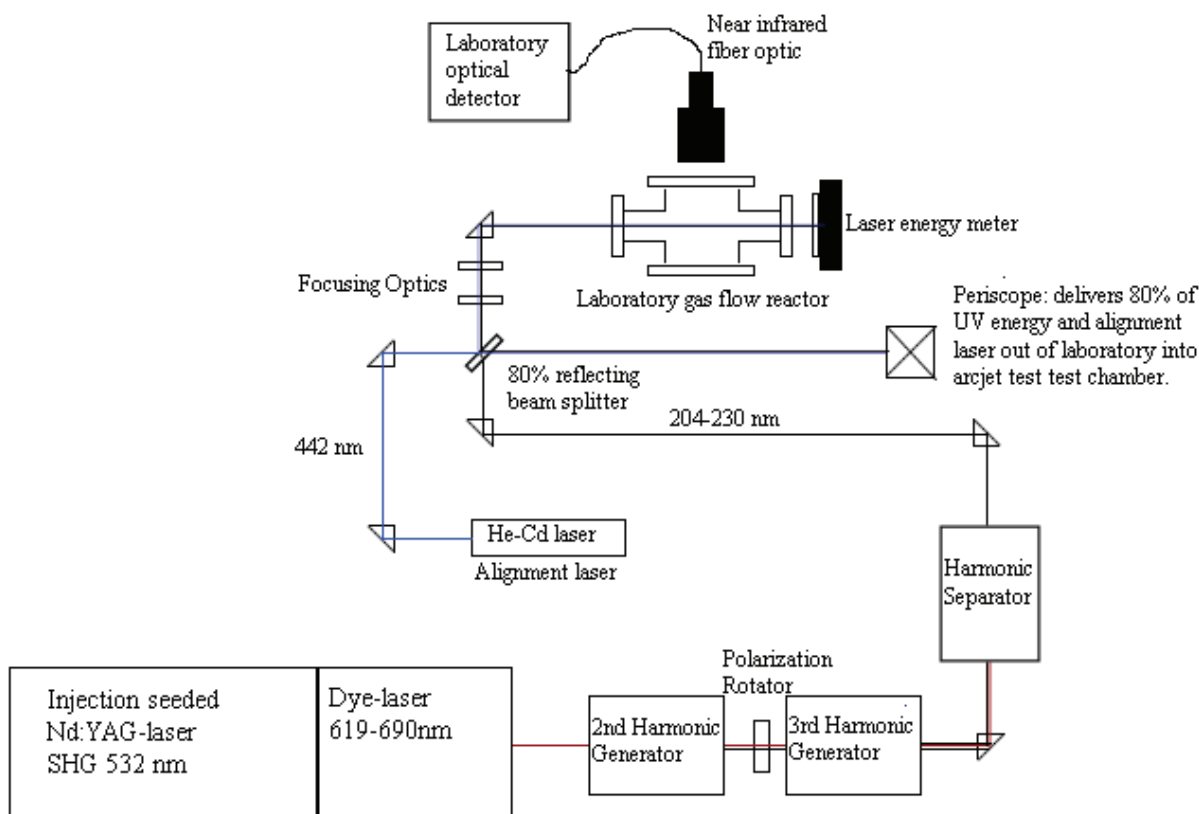 Near infrared
fiber optic
Laboratory
optical
detector
Laser energy meter
Focusing Optics
Laboratory gas flow reactor
Periscope: delivers 80% of
UV energy and alignment
laser out of laboratory into
arcjet test test chamber.
80% reflecting
beam splitter
204-230 nm
442 nm
He-Cd laser
Alignment laser
Harmonic
Separator
Polarization
Rotator
Injection seeded
Nd:YAG-laser
SHG 532 nm
Dye-laser
619-690nm
2nd Harmonic
Generator
3rd Harmonic
Generator